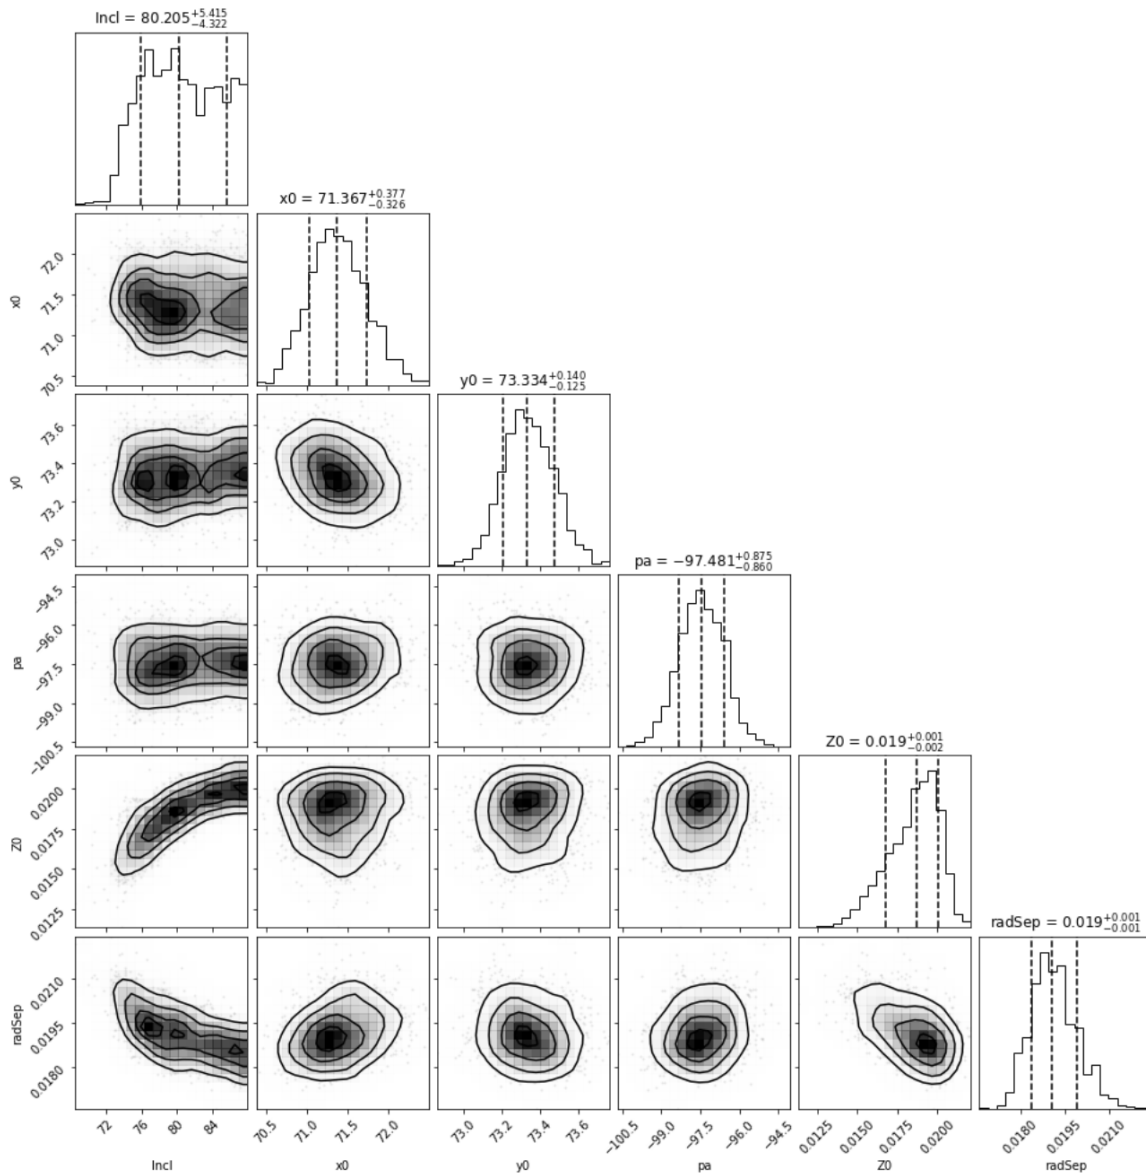 Incl = 80.205 +5.415 −4.322
x0 = 71.367 +0.377 −0.326
72.0
71.5
71.0
70.5
x0
y0 = 73.334 +0.140 −0.125
73.6
73.4
73.2
73.0
y0
pa = −97.481 +0.875 −0.860
−94.5
−96.0
−97.5
−99.0
−100.5
pa
Z0 = 0.019 +0.001 −0.002
0.0200
0.0175
0.0150
0.0125
Z0
radSep = 0.019 +0.001 −0.001
0.0210
0.0195
0.0180
radSep
72 76 80 84
70.5 71.0 71.5 72.0
73.0 73.2 73.4 73.6
−100.5 −99.0 −97.5 −96.0 −94.5
0.0125 0.0150 0.0175 0.0200
0.0180 0.0195 0.0210
Incl x0 y0 pa Z0 radSep